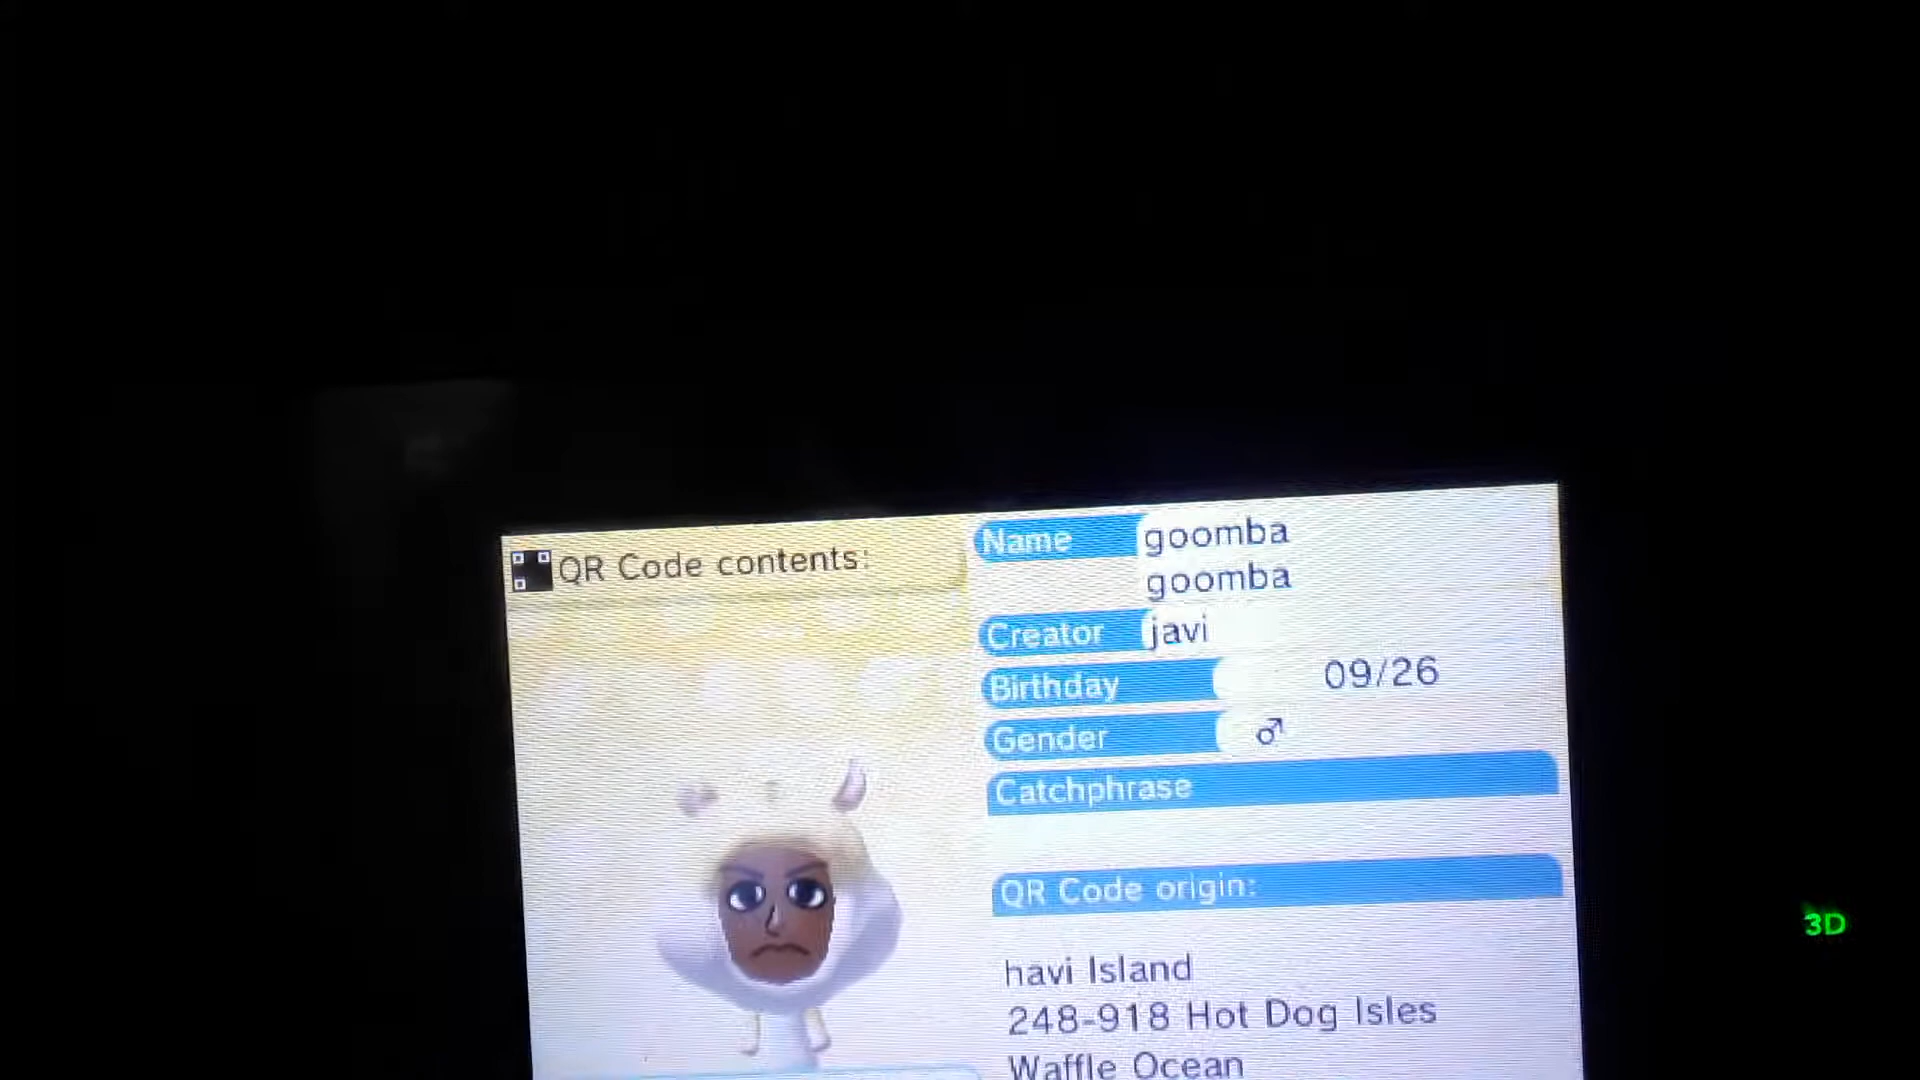 QR Code contents:
Name goomba
goomba
Creator javi
Birthday 09/26
Gender ♂
Catchphrase
QR Code origin:
havi Island
248-918 Hot Dog Isles
Waffle Ocean
3D